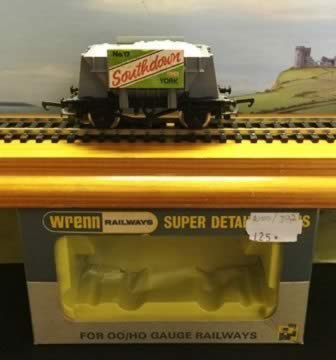 No.17
Southdown
YORK
Wrenn RAILWAYS SUPER DETAIL
125
FOR OO/HO GAUGE RAILWAYS